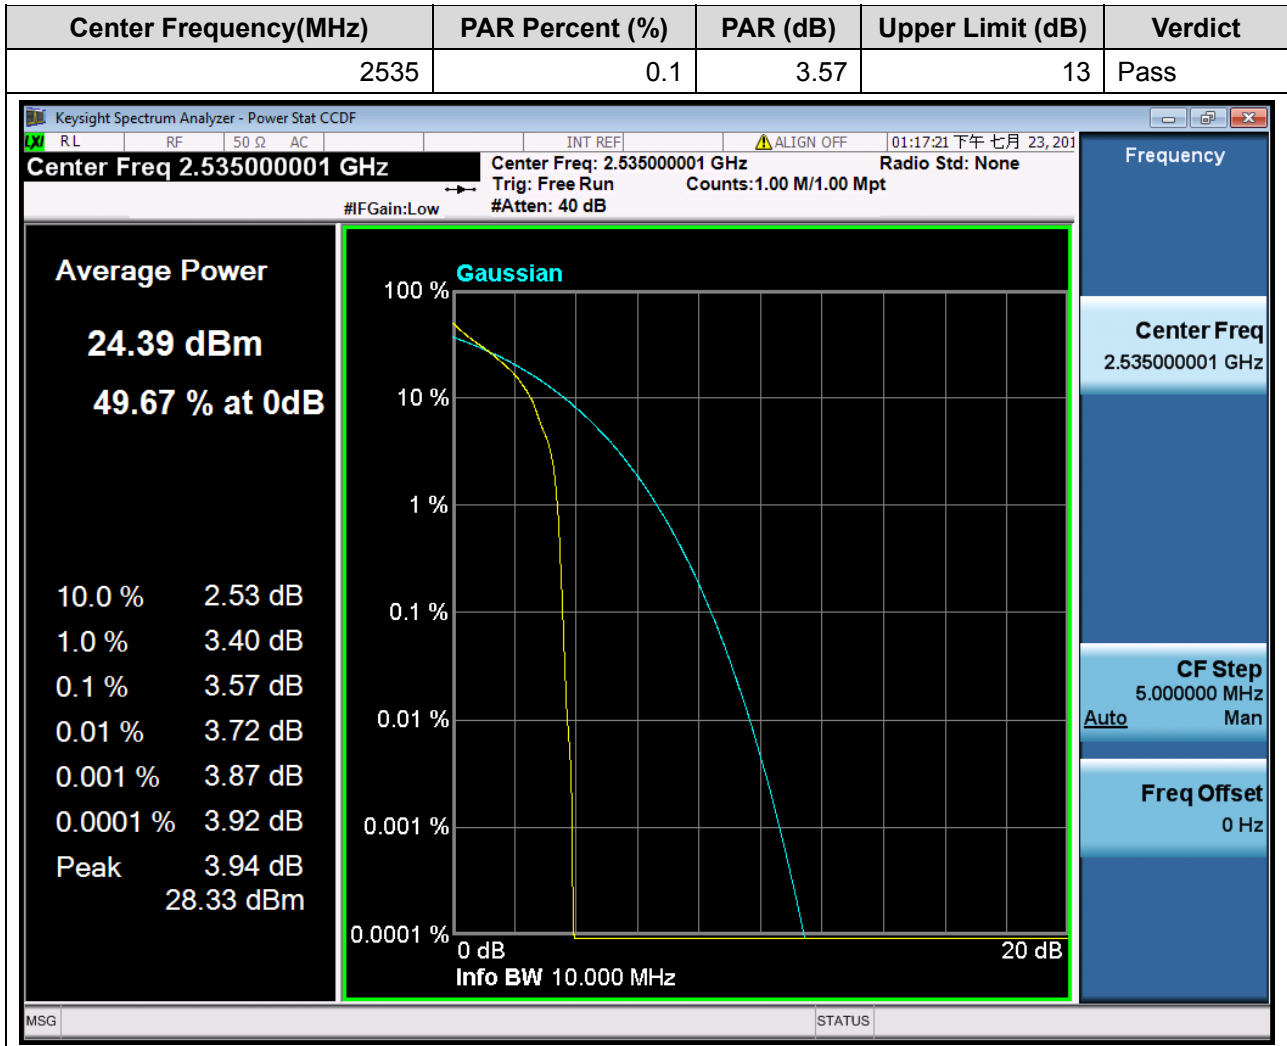 Center Frequency(MHz) PAR Percent (%) PAR (dB) Upper Limit (dB) Verdict
2535 0.1 3.57 13 Pass
Keysight Spectrum Analyzer - Power Stat CCDF
LXI RL RF 50 Ω AC INT REF ALIGN OFF 01:17:21 下午 七月 23, 201
Center Freq 2.535000001 GHz
Center Freq: 2.535000001 GHz Radio Std: None
Trig: Free Run Counts:1.00 M/1.00 Mpt
#IFGain:Low #Atten: 40 dB
Average Power
24.39 dBm
49.67 % at 0dB
10.0 % 2.53 dB
1.0 % 3.40 dB
0.1 % 3.57 dB
0.01 % 3.72 dB
0.001 % 3.87 dB
0.0001 % 3.92 dB
Peak 3.94 dB
28.33 dBm
Gaussian
100 %
10 %
1 %
0.1 %
0.01 %
0.001 %
0.0001 %
0 dB 20 dB
Info BW 10.000 MHz
Frequency
Center Freq
2.535000001 GHz
CF Step
5.000000 MHz
Auto Man
Freq Offset
0 Hz
MSG STATUS